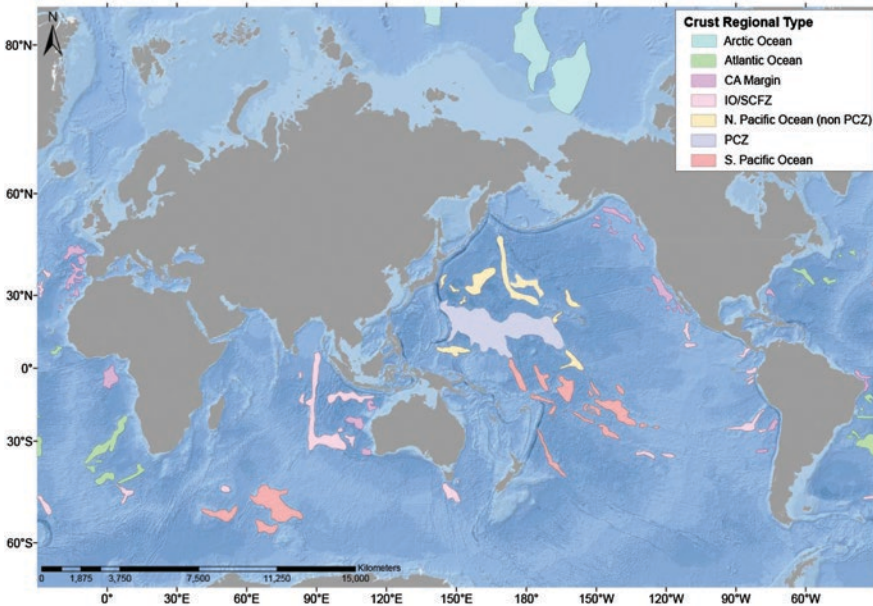 N
80°N
60°N
30°N
0°
30°S
60°S
Crust Regional Type
Arctic Ocean
Atlantic Ocean
CA Margin
IO/SCFZ
N. Pacific Ocean (non PCZ)
PCZ
S. Pacific Ocean
Kilometers
0 1,875 3,750 7,500 11,250 15,000
0° 30°E 60°E 90°E 120°E 150°E 180° 150°W 120°W 90°W 60°W